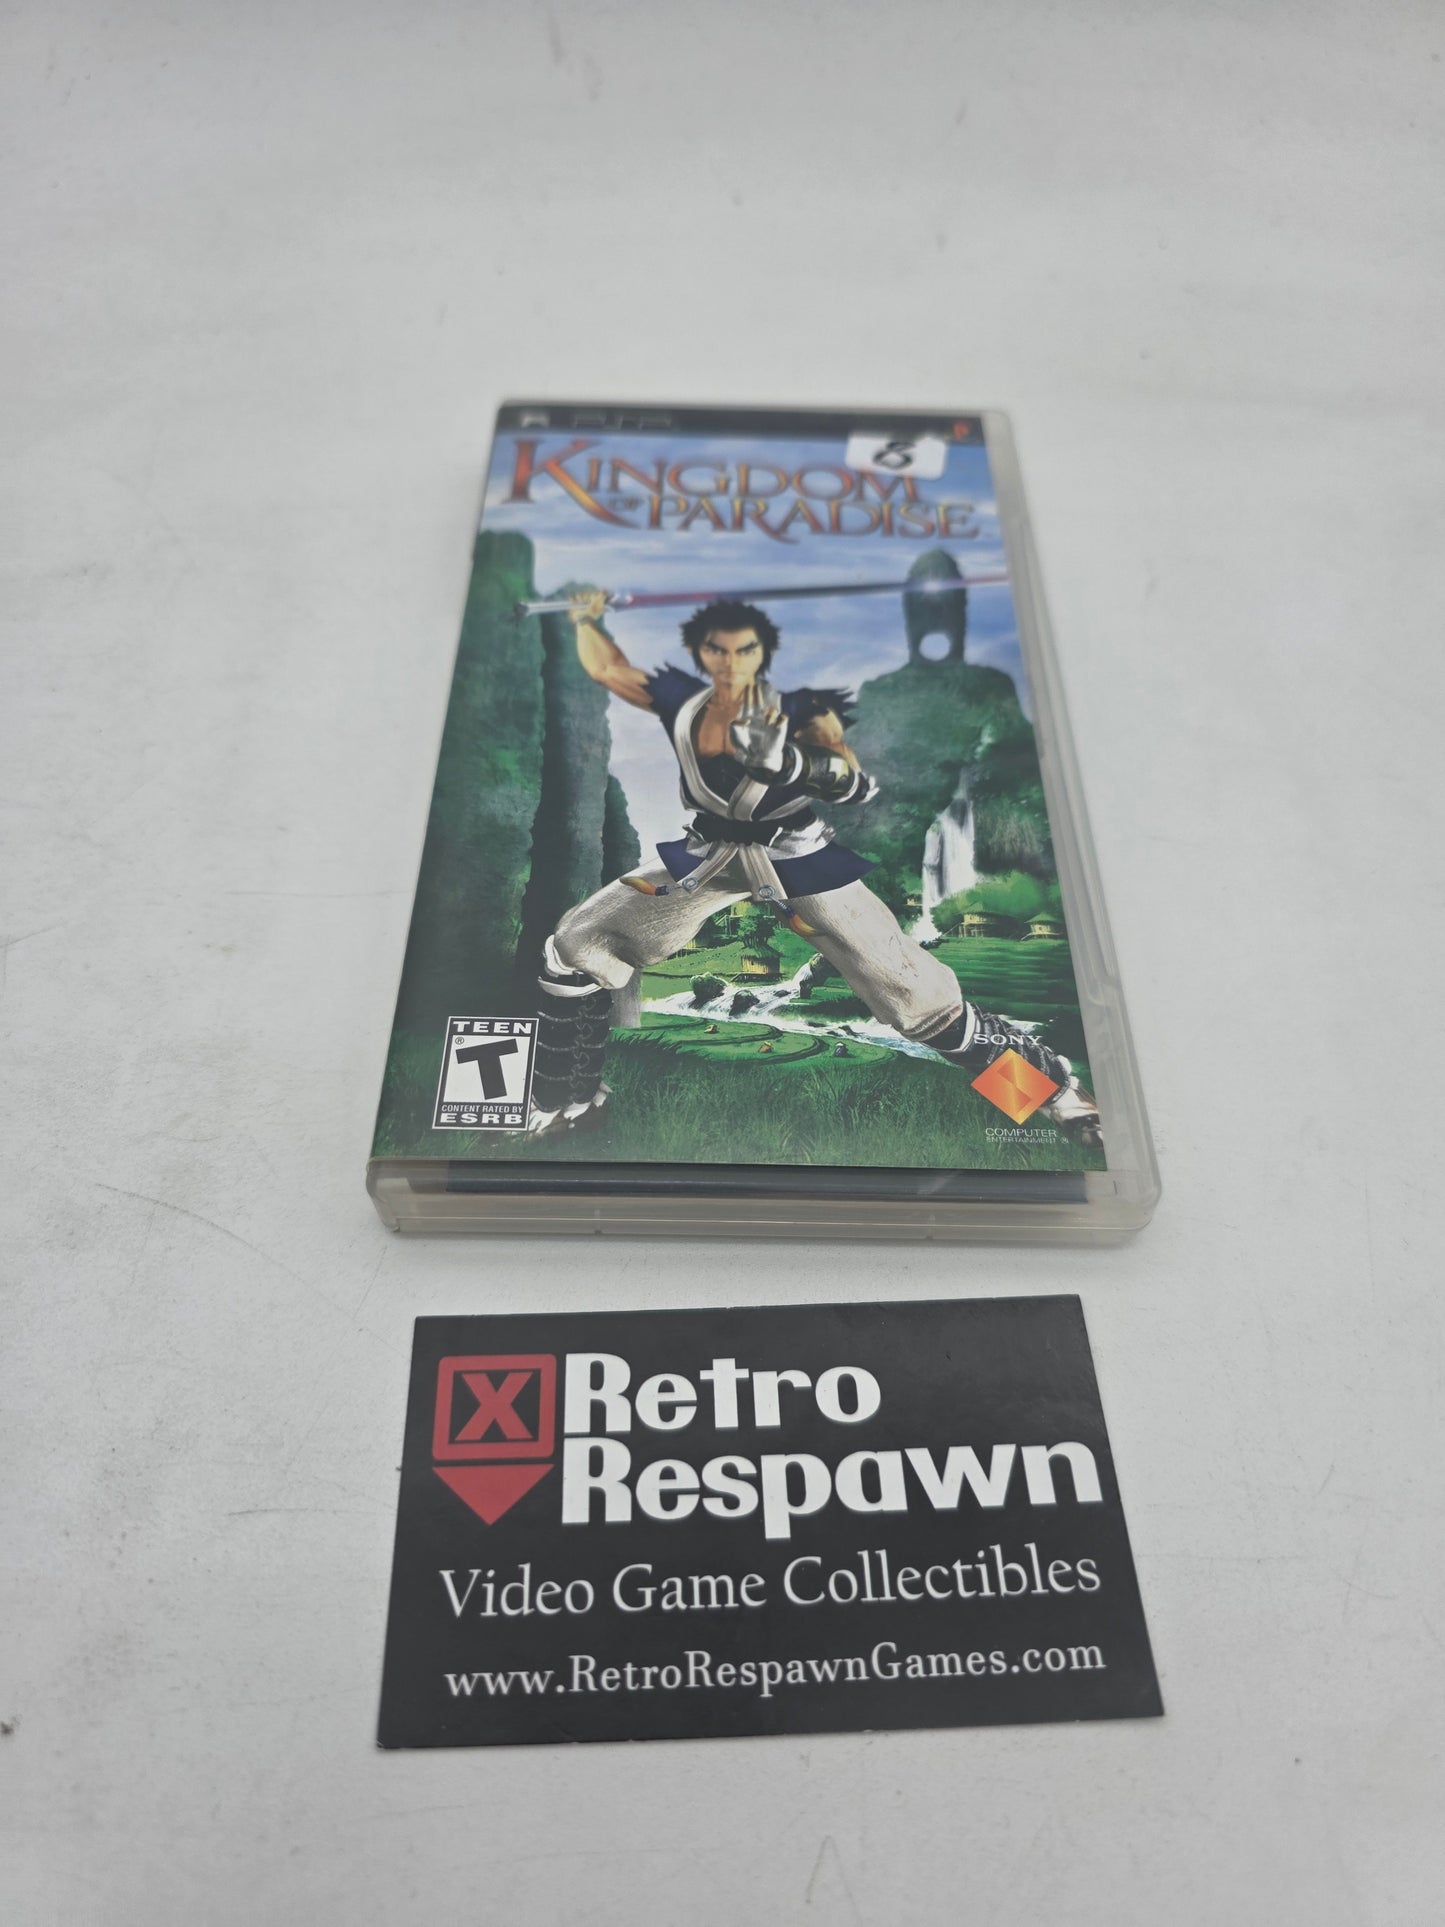 PSP
8
KINGDOM
OF PARADISE
TEEN
T
®
CONTENT RATED BY
ESRB
SONY
COMPUTER
ENTERTAINMENT ®
X
Retro
Respawn
Video Game Collectibles
www.RetroRespawnGames.com